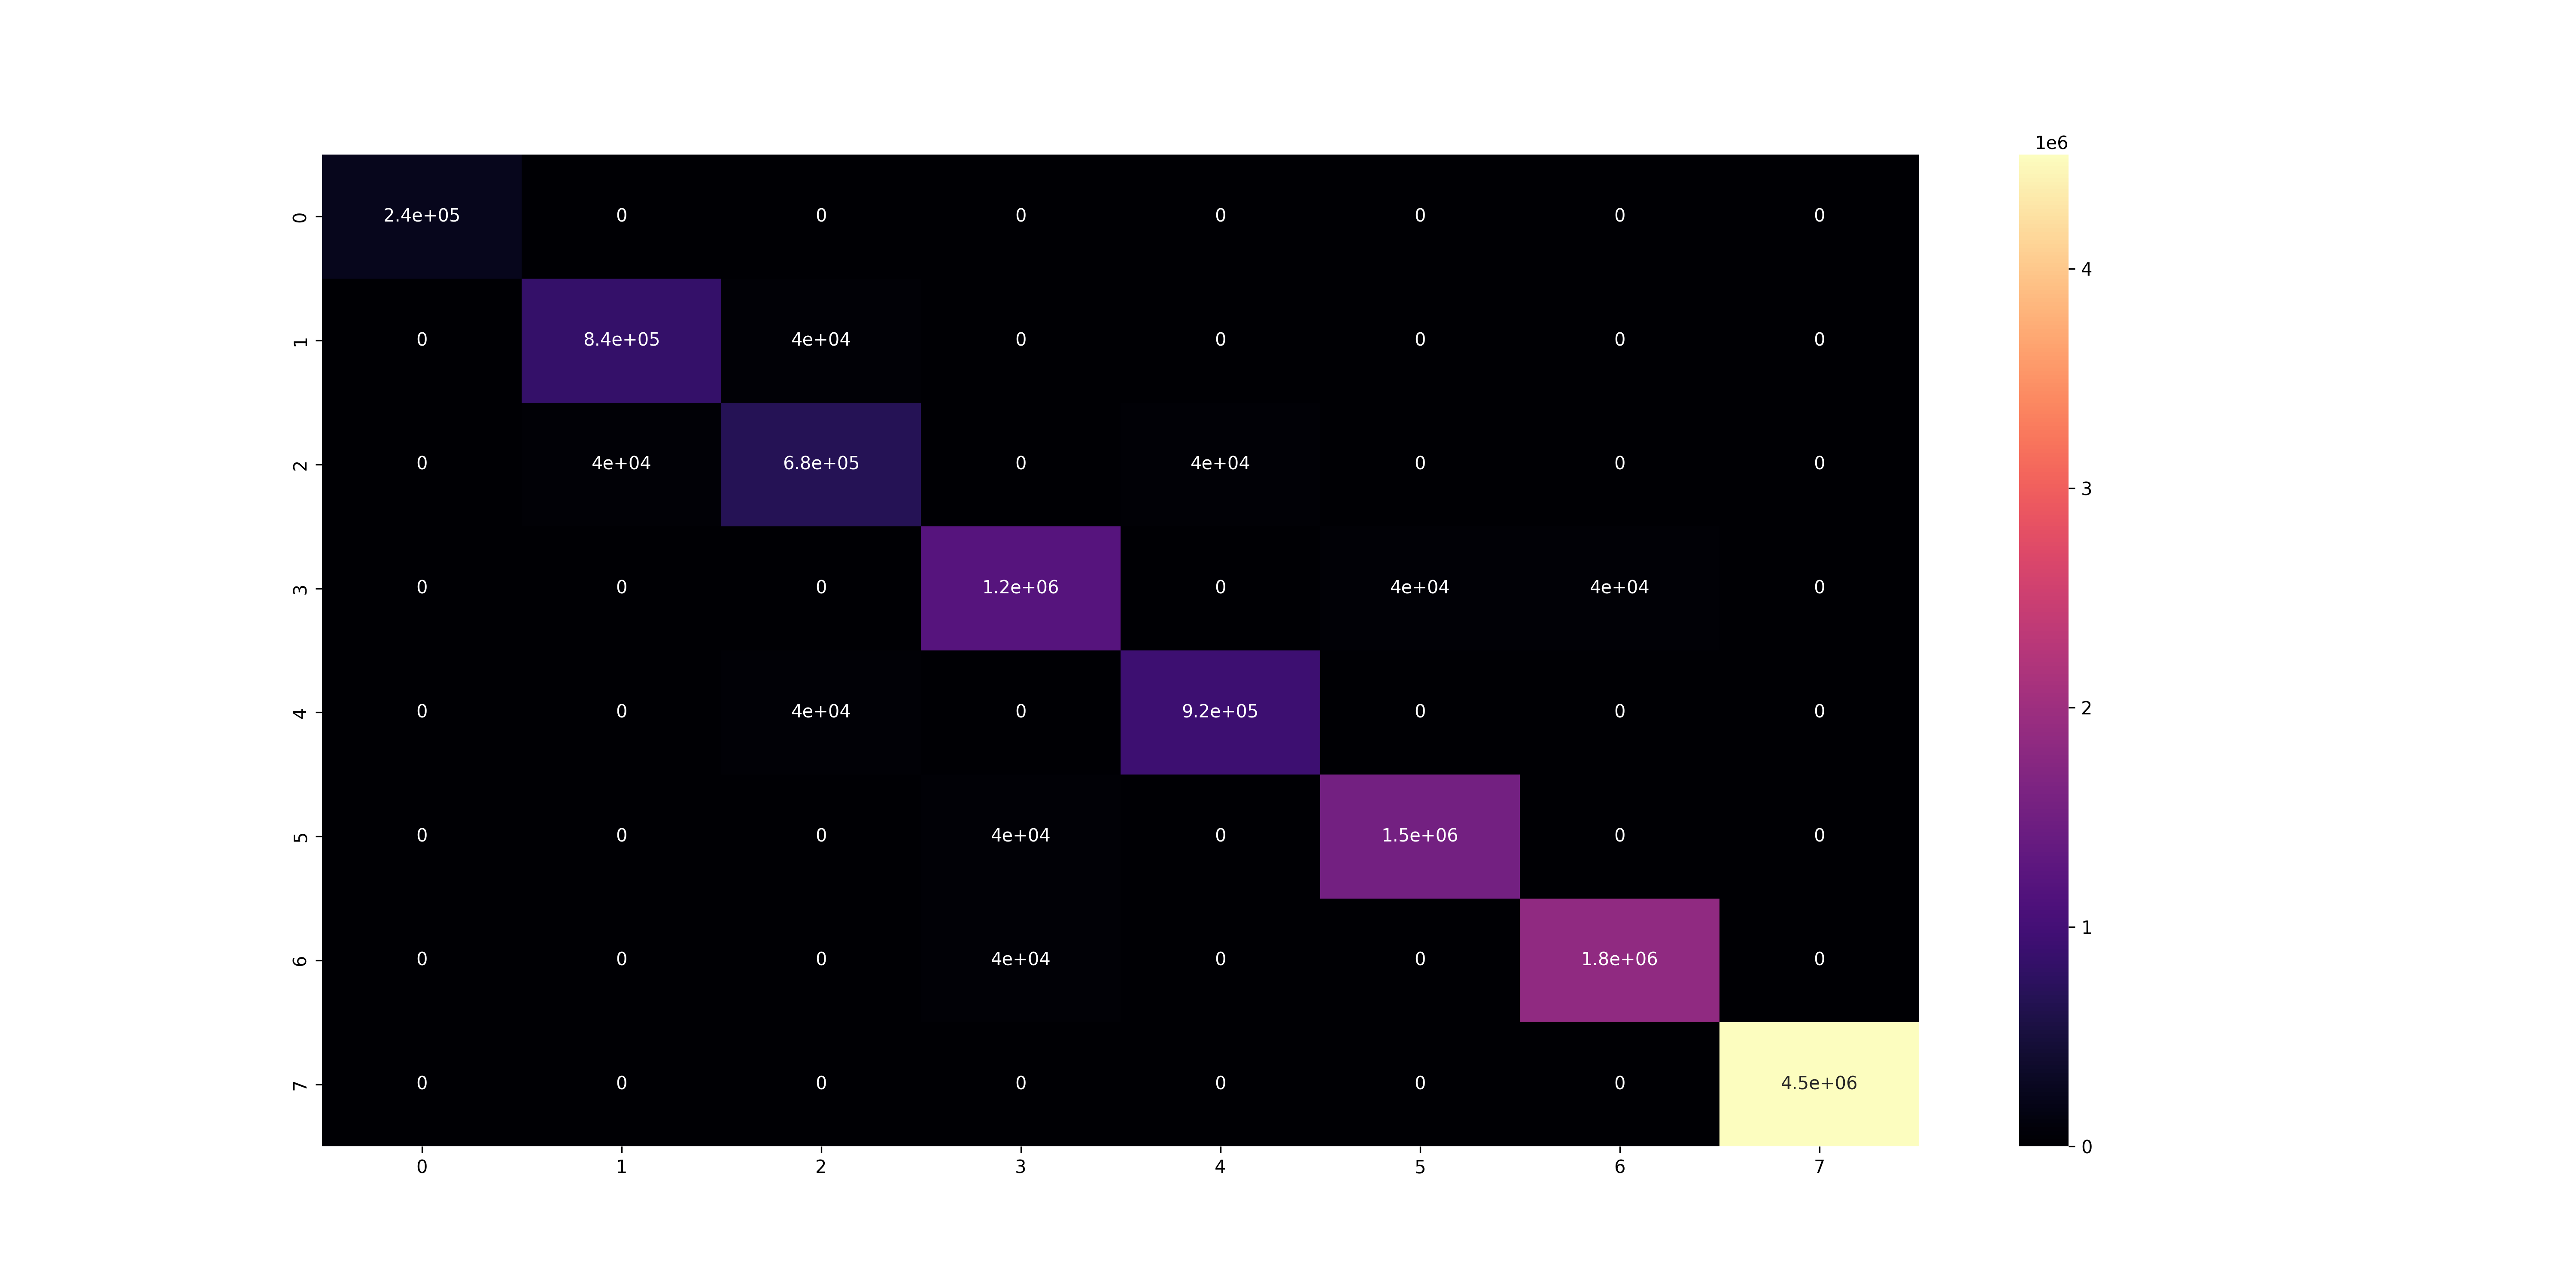 1e6
0 2.4e+05 0 0 0 0 0 0 0
4
1 0 8.4e+05 4e+04 0 0 0 0 0
2 0 4e+04 6.8e+05 0 4e+04 0 0 0
3
3 0 0 0 1.2e+06 0 4e+04 4e+04 0
2
4 0 0 4e+04 0 9.2e+05 0 0 0
5 0 0 0 4e+04 0 1.5e+06 0 0
1
6 0 0 0 4e+04 0 0 1.8e+06 0
7 0 0 0 0 0 0 0 4.5e+06
0
0 1 2 3 4 5 6 7